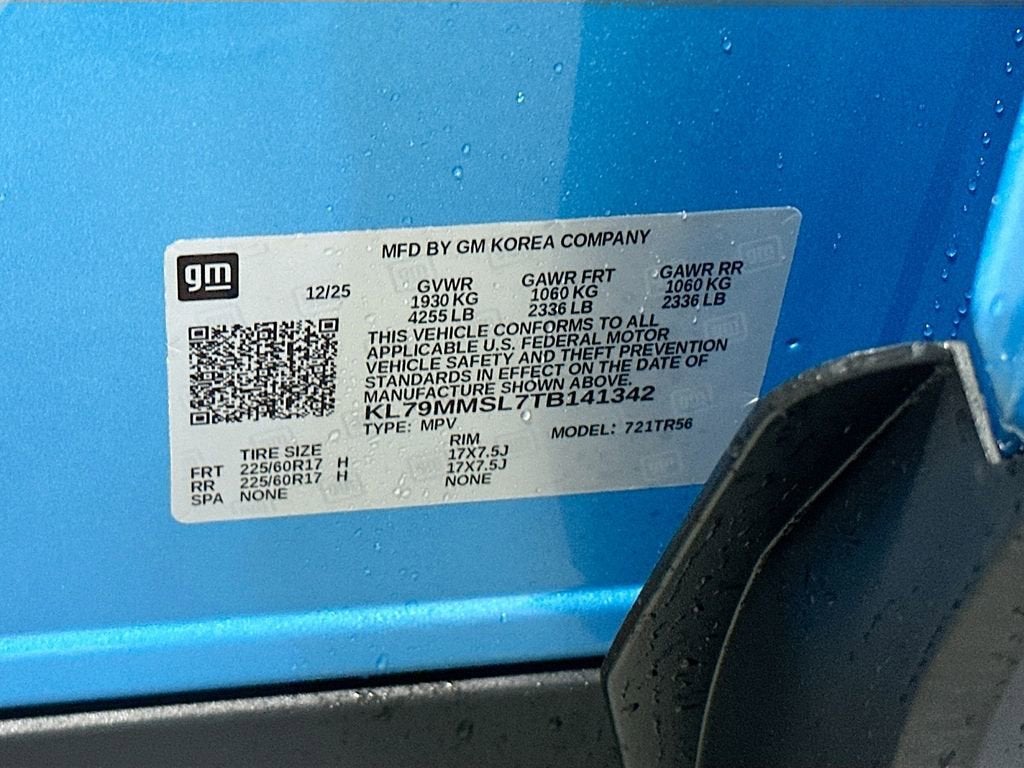 gm
MFD BY GM KOREA COMPANY
12/25
GVWR GAWR FRT GAWR RR
1930 KG 1060 KG 1060 KG
4255 LB 2336 LB 2336 LB
THIS VEHICLE CONFORMS TO ALL
APPLICABLE U.S. FEDERAL MOTOR
VEHICLE SAFETY AND THEFT PREVENTION
STANDARDS IN EFFECT ON THE DATE OF
MANUFACTURE SHOWN ABOVE.
KL79MMSL7TB141342
TYPE: MPV MODEL: 721TR56
TIRE SIZE RIM
FRT 225/60R17 H 17X7.5J
RR 225/60R17 H 17X7.5J
SPA NONE NONE